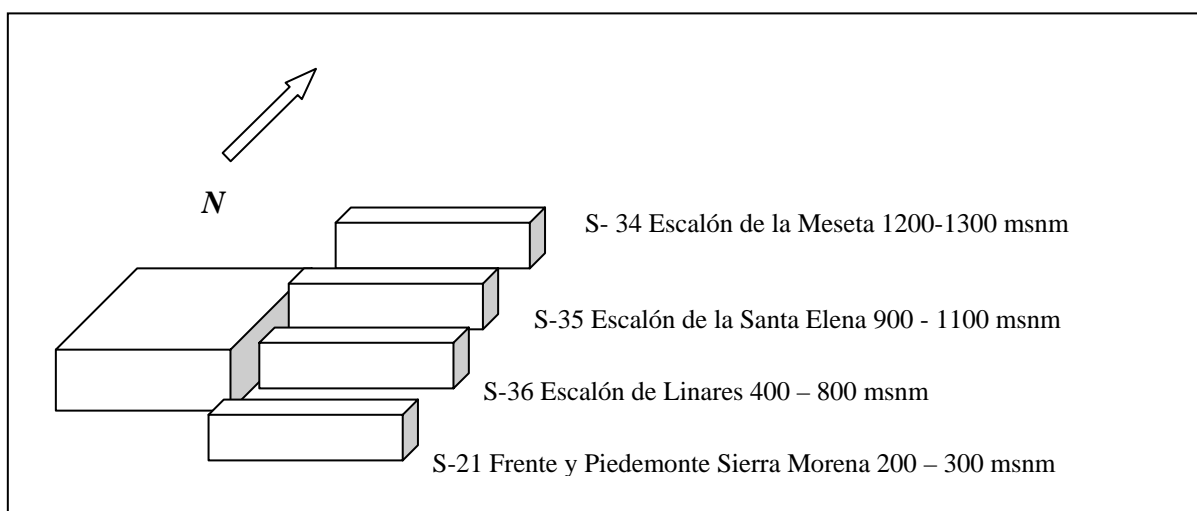 N
S- 34 Escalón de la Meseta 1200-1300 msnm
S-35 Escalón de la Santa Elena 900 - 1100 msnm
S-36 Escalón de Linares 400 – 800 msnm
S-21 Frente y Piedemonte Sierra Morena 200 – 300 msnm